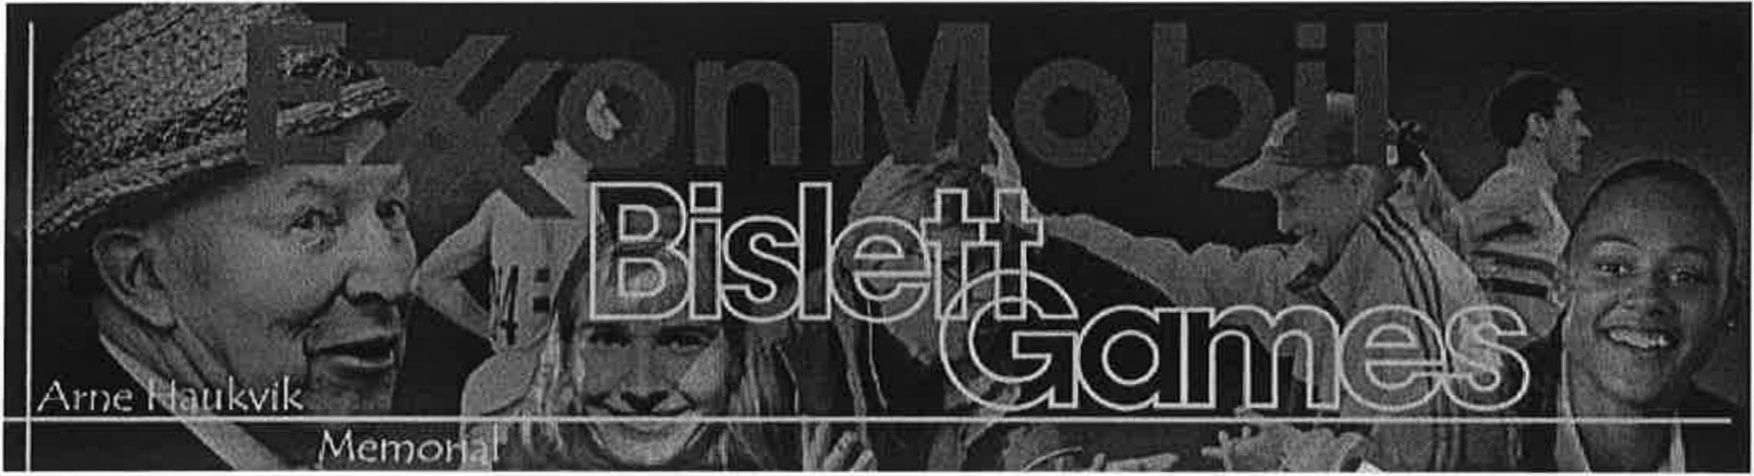 ExxonMobil
Bislett
Games
Arne Haukvik
Memorial